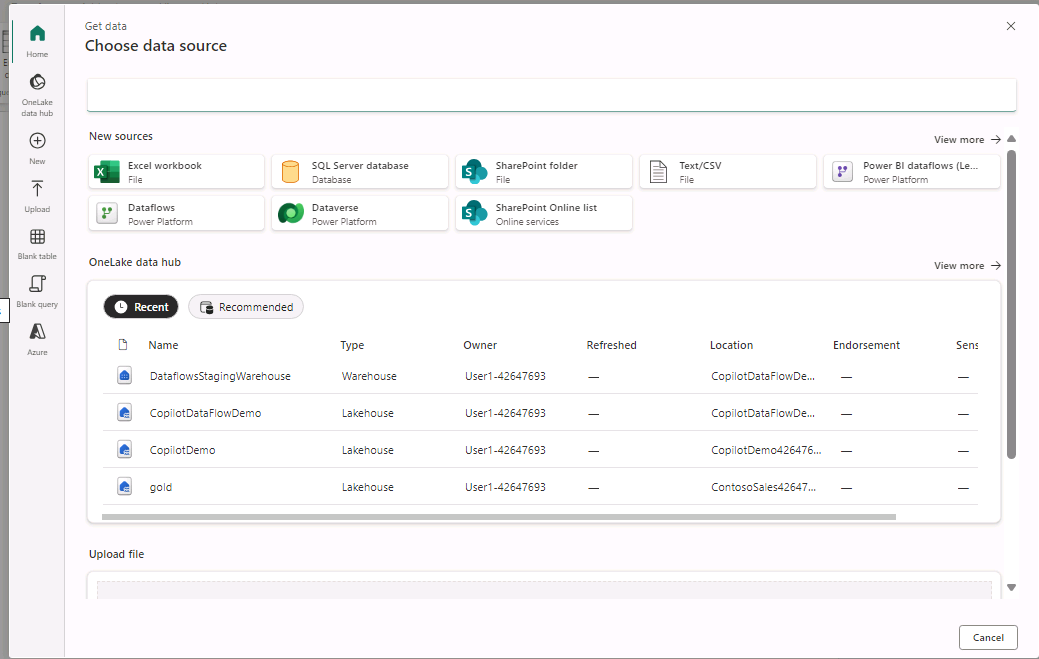 Get data
Choose data source
Home
OneLake
data hub
New
Upload
Blank table
Blank query
Azure
New sources
View more
Excel workbook
File
SQL Server database
Database
SharePoint folder
File
Text/CSV
File
Power BI dataflows (Le...
Power Platform
Dataflows
Power Platform
Dataverse
Power Platform
SharePoint Online list
Online services
OneLake data hub
View more
Recent
Recommended
Name Type Owner Refreshed Location Endorsement Sens
DataflowsStagingWarehouse Warehouse User1-42647693 — CopilotDataFlowDe... — —
CopilotDataFlowDemo Lakehouse User1-42647693 — CopilotDataFlowDe... — —
CopilotDemo Lakehouse User1-42647693 — CopilotDemo426476... — —
gold Lakehouse User1-42647693 — ContosoSales42647... — —
Upload file
Cancel